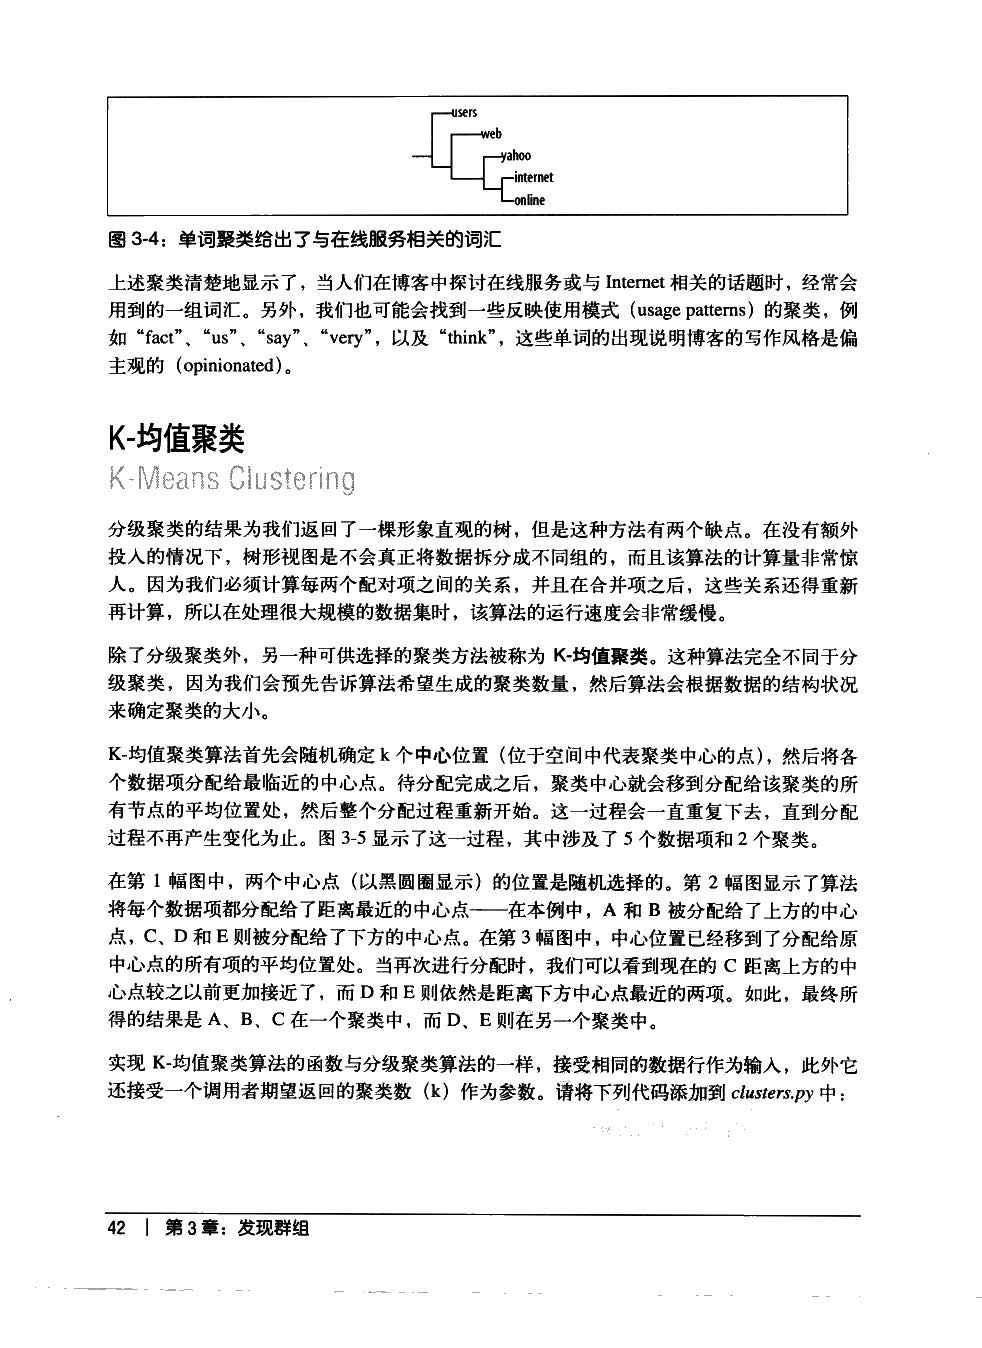 users
web
yahoo
internet
online
图 3-4：单词聚类给出了与在线服务相关的词汇
上述聚类清楚地显示了，当人们在博客中探讨在线服务或与 Internet 相关的话题时，经常会
用到的一组词汇。另外，我们也可能会找到一些反映使用模式（usage patterns）的聚类，例
如“fact”、“us”、“say”、“very”，以及“think”，这些单词的出现说明博客的写作风格是偏
主观的（opinionated）。
K-均值聚类
K-Means Clustering
分级聚类的结果为我们返回了一棵形象直观的树，但是这种方法有两个缺点。在没有额外
投入的情况下，树形视图是不会真正将数据拆分成不同组的，而且该算法的计算量非常惊
人。因为我们必须计算每两个配对项之间的关系，并且在合并项之后，这些关系还得重新
再计算，所以在处理很大规模的数据集时，该算法的运行速度会非常缓慢。
除了分级聚类外，另一种可供选择的聚类方法被称为 K-均值聚类。这种算法完全不同于分
级聚类，因为我们会预先告诉算法希望生成的聚类数量，然后算法会根据数据的结构状况
来确定聚类的大小。
K-均值聚类算法首先会随机确定 k 个中心位置（位于空间中代表聚类中心的点），然后将各
个数据项分配给最临近的中心点。待分配完成之后，聚类中心就会移到分配给该聚类的所
有节点的平均位置处，然后整个分配过程重新开始。这一过程会一直重复下去，直到分配
过程不再产生变化为止。图 3-5 显示了这一过程，其中涉及了 5 个数据项和 2 个聚类。
在第 1 幅图中，两个中心点（以黑圆圈显示）的位置是随机选择的。第 2 幅图显示了算法
将每个数据项都分配给了距离最近的中心点——在本例中，A 和 B 被分配给了上方的中心
点，C、D 和 E 则被分配给了下方的中心点。在第 3 幅图中，中心位置已经移到了分配给原
中心点的所有项的平均位置处。当再次进行分配时，我们可以看到现在的 C 距离上方的中
心点较之以前更加接近了，而 D 和 E 则依然是距离下方中心点最近的两项。如此，最终所
得的结果是 A、B、C 在一个聚类中，而 D、E 则在另一个聚类中。
实现 K-均值聚类算法的函数与分级聚类算法的一样，接受相同的数据行作为输入，此外它
还接受一个调用者期望返回的聚类数（k）作为参数。请将下列代码添加到 clusters.py 中：
42 | 第 3 章：发现群组